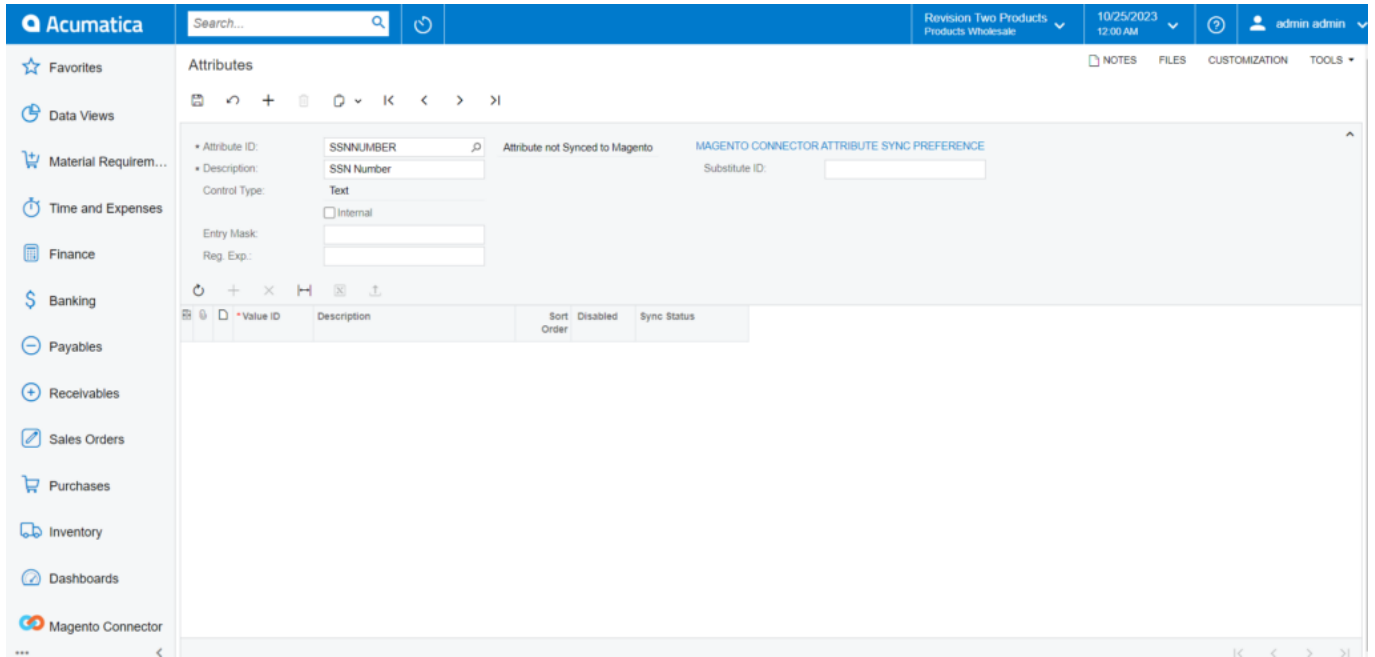 Acumatica
Search...
Revision Two Products
Products Wholesale
10/25/2023
12:00 AM
admin admin
Favorites
Data Views
Material Requirem...
Time and Expenses
Finance
Banking
Payables
Receivables
Sales Orders
Purchases
Inventory
Dashboards
Magento Connector
Attributes
NOTES FILES CUSTOMIZATION TOOLS
* Attribute ID: SSNNUMBER Attribute not Synced to Magento MAGENTO CONNECTOR ATTRIBUTE SYNC PREFERENCE
* Description: SSN Number Substitute ID:
Control Type: Text
Internal
Entry Mask:
Reg. Exp.:
* Value ID Description Sort Order Disabled Sync Status